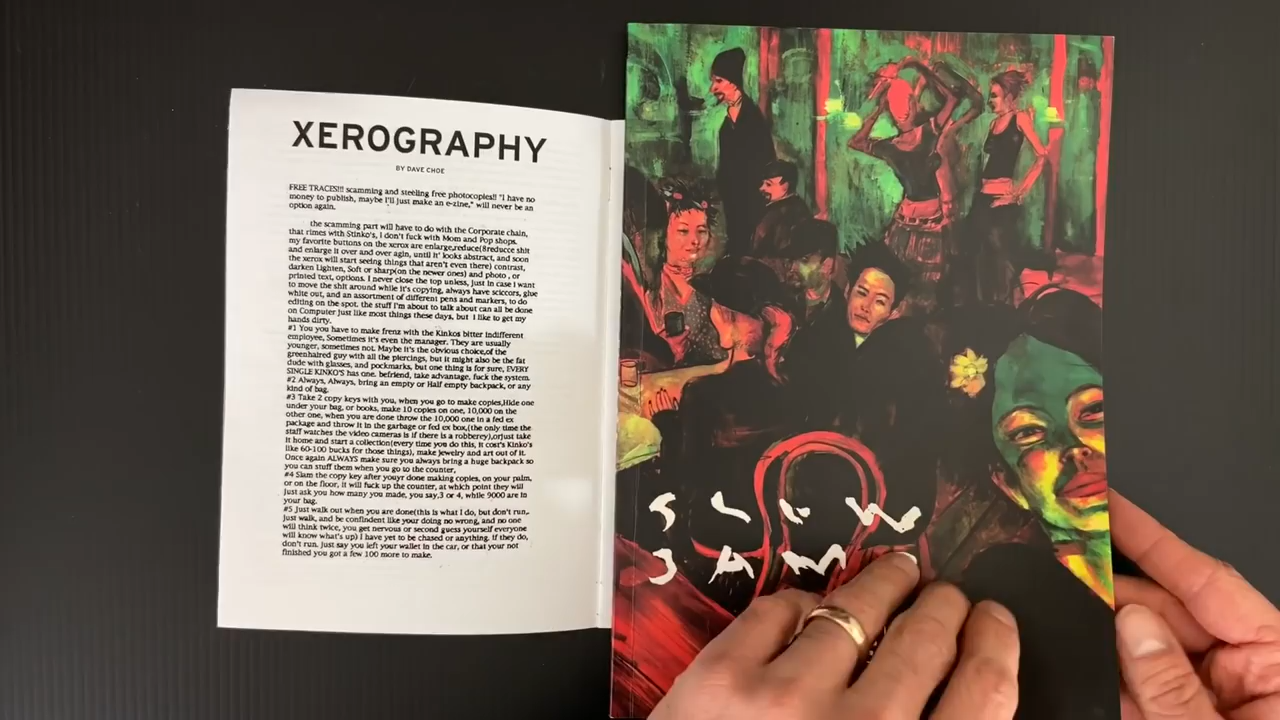 XEROGRAPHY
BY DAVE CHOE
FREE TRACES!!! scamming and steeling free photocopies!! "I have no
money to publish, maybe I'll just make an e-zine," will never be an
option again.
the scamming part will have to do with the Corporate chain,
that rimes with Stinko's, I don't fuck with Mom and Pop shops.
my favorite buttons on the xerox are enlarge,reduce(8reducce shit
and enlarge it over and over agin, until it' looks abstract, and soon
the xerox will start seeing things that aren't even there) contrast,
darken Lighten, Soft or sharp(on the newer ones) and photo , or
printed text, options. I never close the top unless, just in case I want
to move the shit around while it's copying, always have sciccors, glue
white out, and an assortment of different pens and markers, to do
editing on the spot. the stuff I'm about to talk about can all be done
on Computer just like most things these days, but I like to get my
hands dirty.
#1 You you have to make frenz with the Kinkos bitter indifferent
employee, Sometimes it's even the manager. They are usually
younger, sometimes not. Maybe it's the obvious choice,of the
greenhaired guy with all the piercings, but it might also be the fat
dude with glasses, and pockmarks, but one thing is for sure, EVERY
SINGLE KINKO'S has one. befriend, take advantage, fuck the system.
#2 Always, Always, bring an empty or Half empty backpack, or any
kind of bag.
#3 Take 2 copy keys with you, when you go to make copies,Hide one
under your bag, or books, make 10 copies on one, 10,000 on the
other one, when you are done throw the 10,000 one in a fed ex
package and throw it in the garbage or fed ex box,(the only time the
staff watches the video cameras is if there is a robberey),orjust take
it home and start a collection(every time you do this, it cost's Kinko's
like 60-100 bucks for those things), make jewelry and art out of it.
Once again ALWAYS make sure you always bring a huge backpack so
you can stuff them when you go to the counter,
#4 Slam the copy key after youyr done making copies, on your palm,
or on the floor, it will fuck up the counter, at which point they will
just ask you how many you made, you say,3 or 4, while 9000 are in
your bag.
#5 Just walk out when you are done(this is what I do, but don't run,.
just walk, and be confindent like your doing no wrong, and no one
will think twice, you get nervous or second guess yourself everyone
will know what's up) I have yet to be chased or anything. if they do,
don't run. Just say you left your wallet in the car, or that your not
finished you got a few 100 more to make.
SLOW
JAM